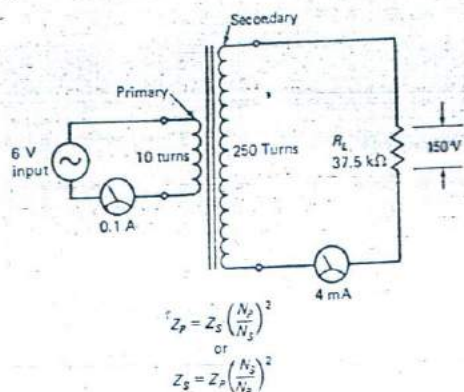 Secondary
Primary
6 V
input
10 turns
250 Turns
R_L
37.5 kΩ
150 V
0.1 A
4 mA
Z_P = Z_S (N_P/N_S)²
or
Z_S = Z_P (N_S/N_P)²